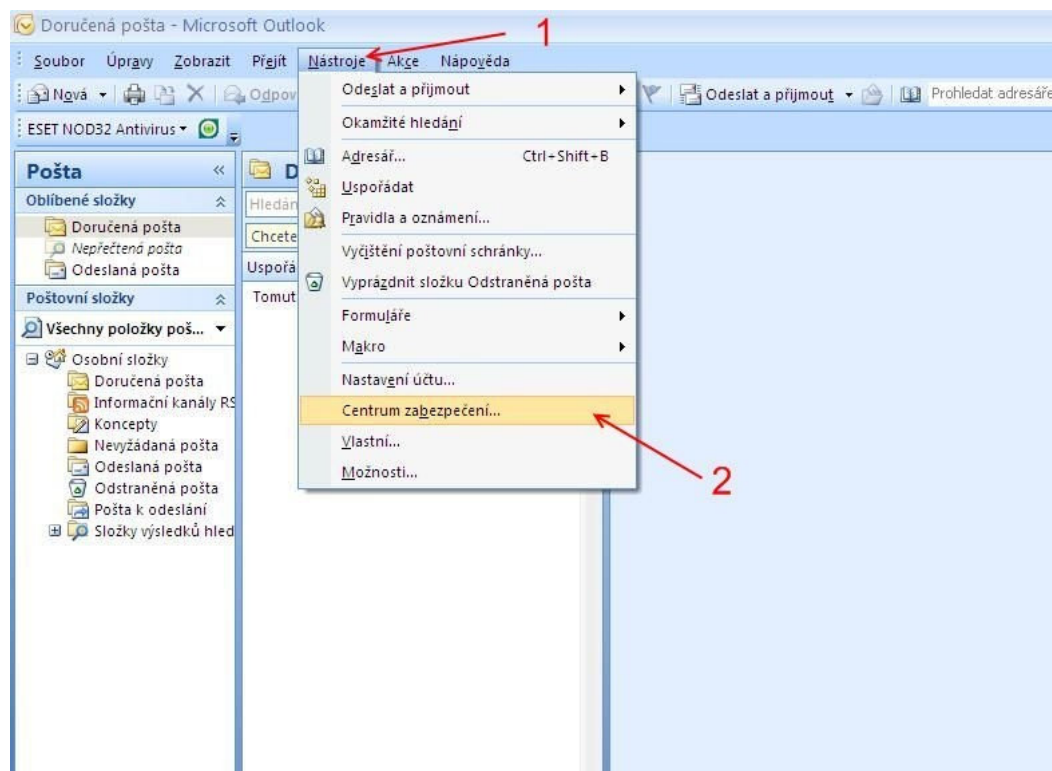 Doručená pošta - Microsoft Outlook
1
Soubor Úpravy Zobrazit Přejít Nástroje Akce Nápověda
Nová Odpov Odeslat a přijmout Prohledat adresáře
ESET NOD32 Antivirus
Pošta
Oblíbené složky
Doručená pošta
Nepřečtená pošta
Odeslaná pošta
Poštovní složky
Všechny položky poš...
Osobní složky
Doručená pošta
Informační kanály RS
Koncepty
Nevyžádaná pošta
Odeslaná pošta
Odstraněná pošta
Pošta k odeslání
Složky výsledků hled
D
Hledán
Chcete
Uspořá
Tomut
Odeslat a přijmout
Okamžité hledání
Adresář... Ctrl+Shift+B
Uspořádat
Pravidla a oznámení...
Vyčištění poštovní schránky...
Vyprázdnit složku Odstraněná pošta
Formuláře
Makro
Nastavení účtu...
Centrum zabezpečení...
Vlastní...
Možnosti...
2